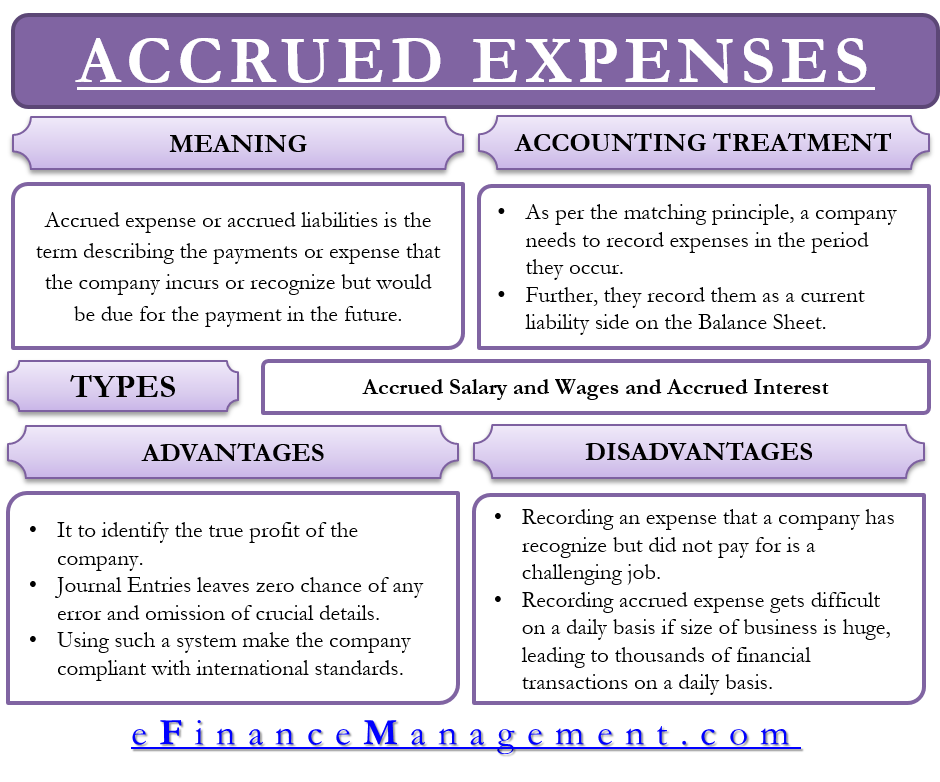 ACCRUED EXPENSES
MEANING
Accrued expense or accrued liabilities is the
term describing the payments or expense that
the company incurs or recognize but would
be due for the payment in the future.
ACCOUNTING TREATMENT
• As per the matching principle, a company
needs to record expenses in the period
they occur.
• Further, they record them as a current
liability side on the Balance Sheet.
TYPES
Accrued Salary and Wages and Accrued Interest
ADVANTAGES
• It to identify the true profit of the
company.
• Journal Entries leaves zero chance of any
error and omission of crucial details.
• Using such a system make the company
compliant with international standards.
DISADVANTAGES
• Recording an expense that a company has
recognize but did not pay for is a
challenging job.
• Recording accrued expense gets difficult
on a daily basis if size of business is huge,
leading to thousands of financial
transactions on a daily basis.
eFinanceManagement.com